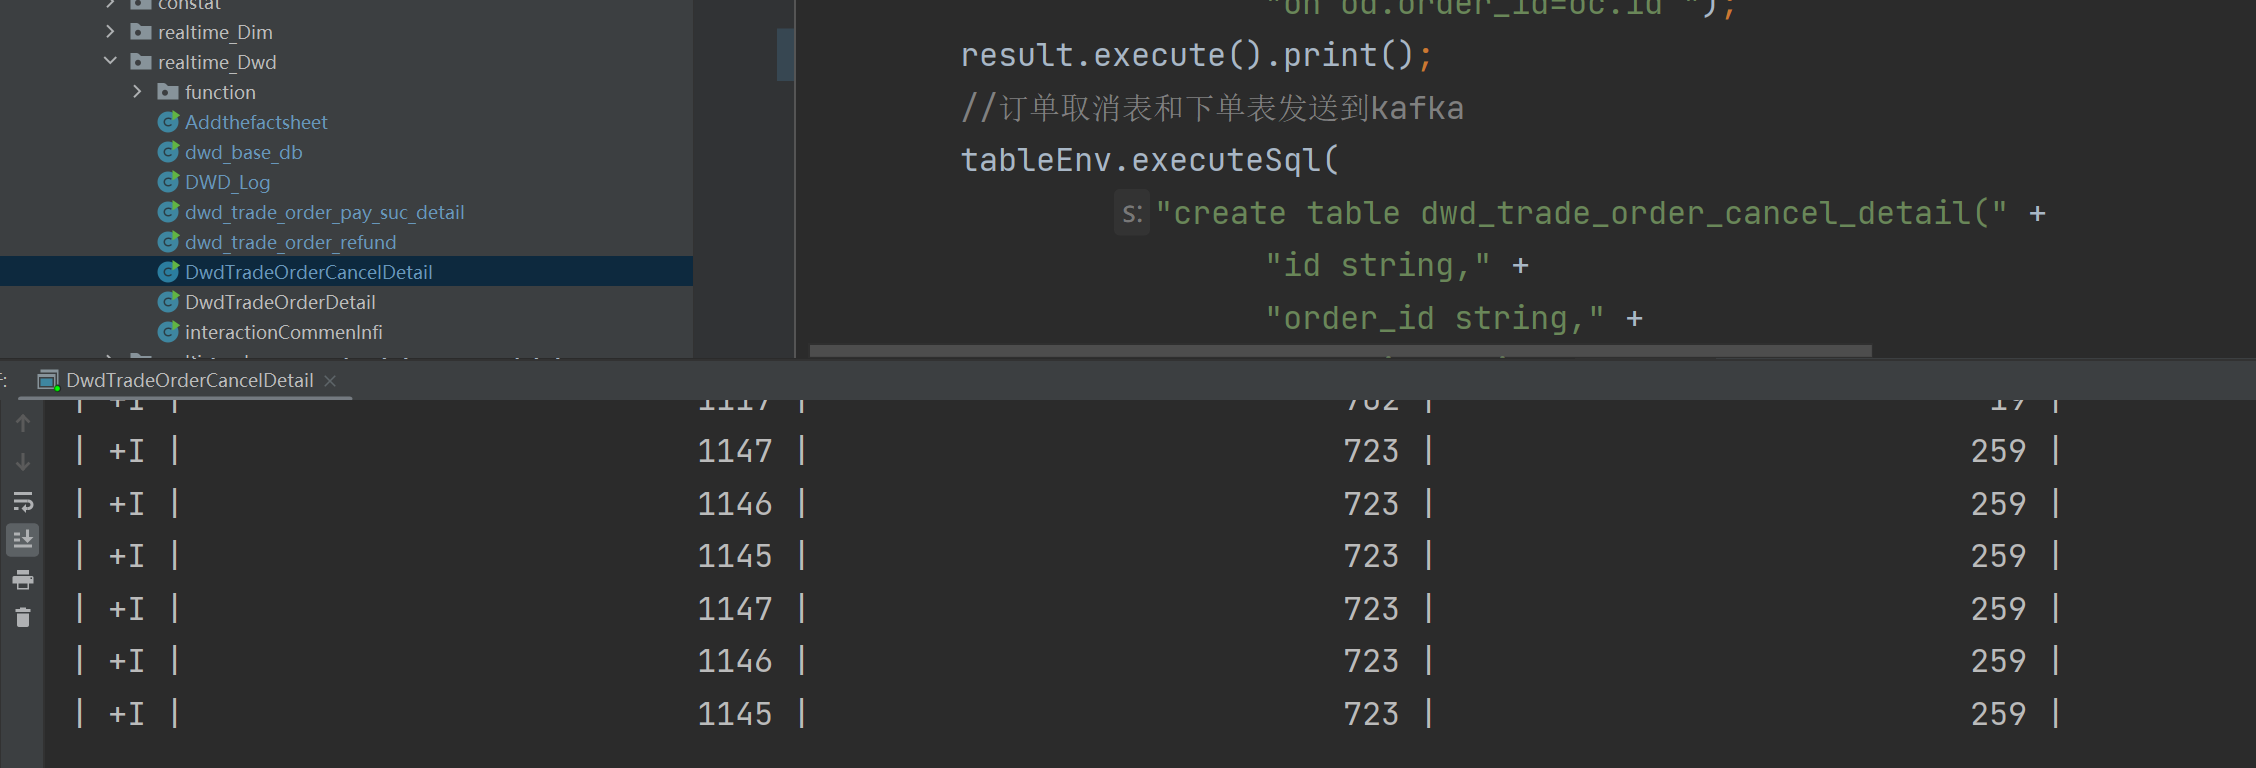 constat
realtime_Dim
realtime_Dwd
function
Addthefactsheet
dwd_base_db
DWD_Log
dwd_trade_order_pay_suc_detail
dwd_trade_order_refund
DwdTradeOrderCancelDetail
DwdTradeOrderDetail
interactionCommenInfi
"on od.order_id=oc.id ");
result.execute().print();
//订单取消表和下单表发送到kafka
tableEnv.executeSql(
s: "create table dwd_trade_order_cancel_detail(" +
"id string," +
"order_id string," +
DwdTradeOrderCancelDetail ×
| +I | 1117 | 702 | 19 |
| +I | 1147 | 723 | 259 |
| +I | 1146 | 723 | 259 |
| +I | 1145 | 723 | 259 |
| +I | 1147 | 723 | 259 |
| +I | 1146 | 723 | 259 |
| +I | 1145 | 723 | 259 |